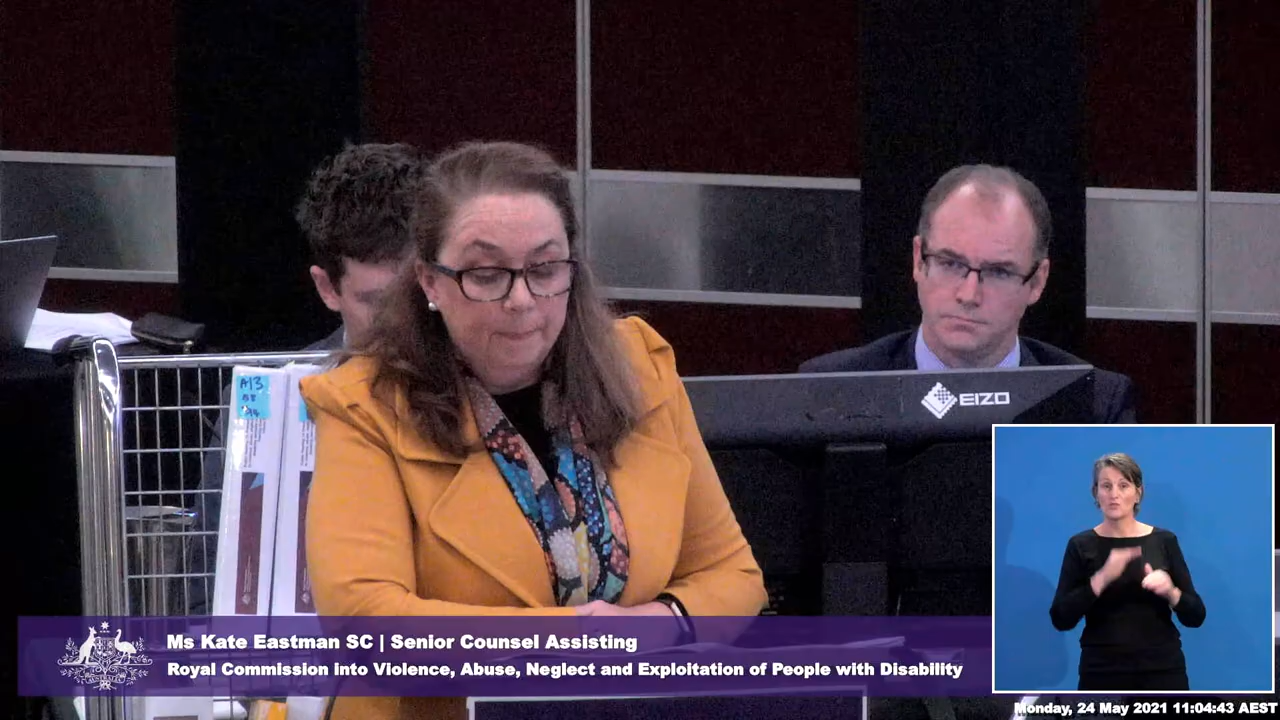 A13
EIZO
Ms Kate Eastman SC | Senior Counsel Assisting
Royal Commission into Violence, Abuse, Neglect and Exploitation of People with Disability
Monday, 24 May 2021 11:04:43 AEST